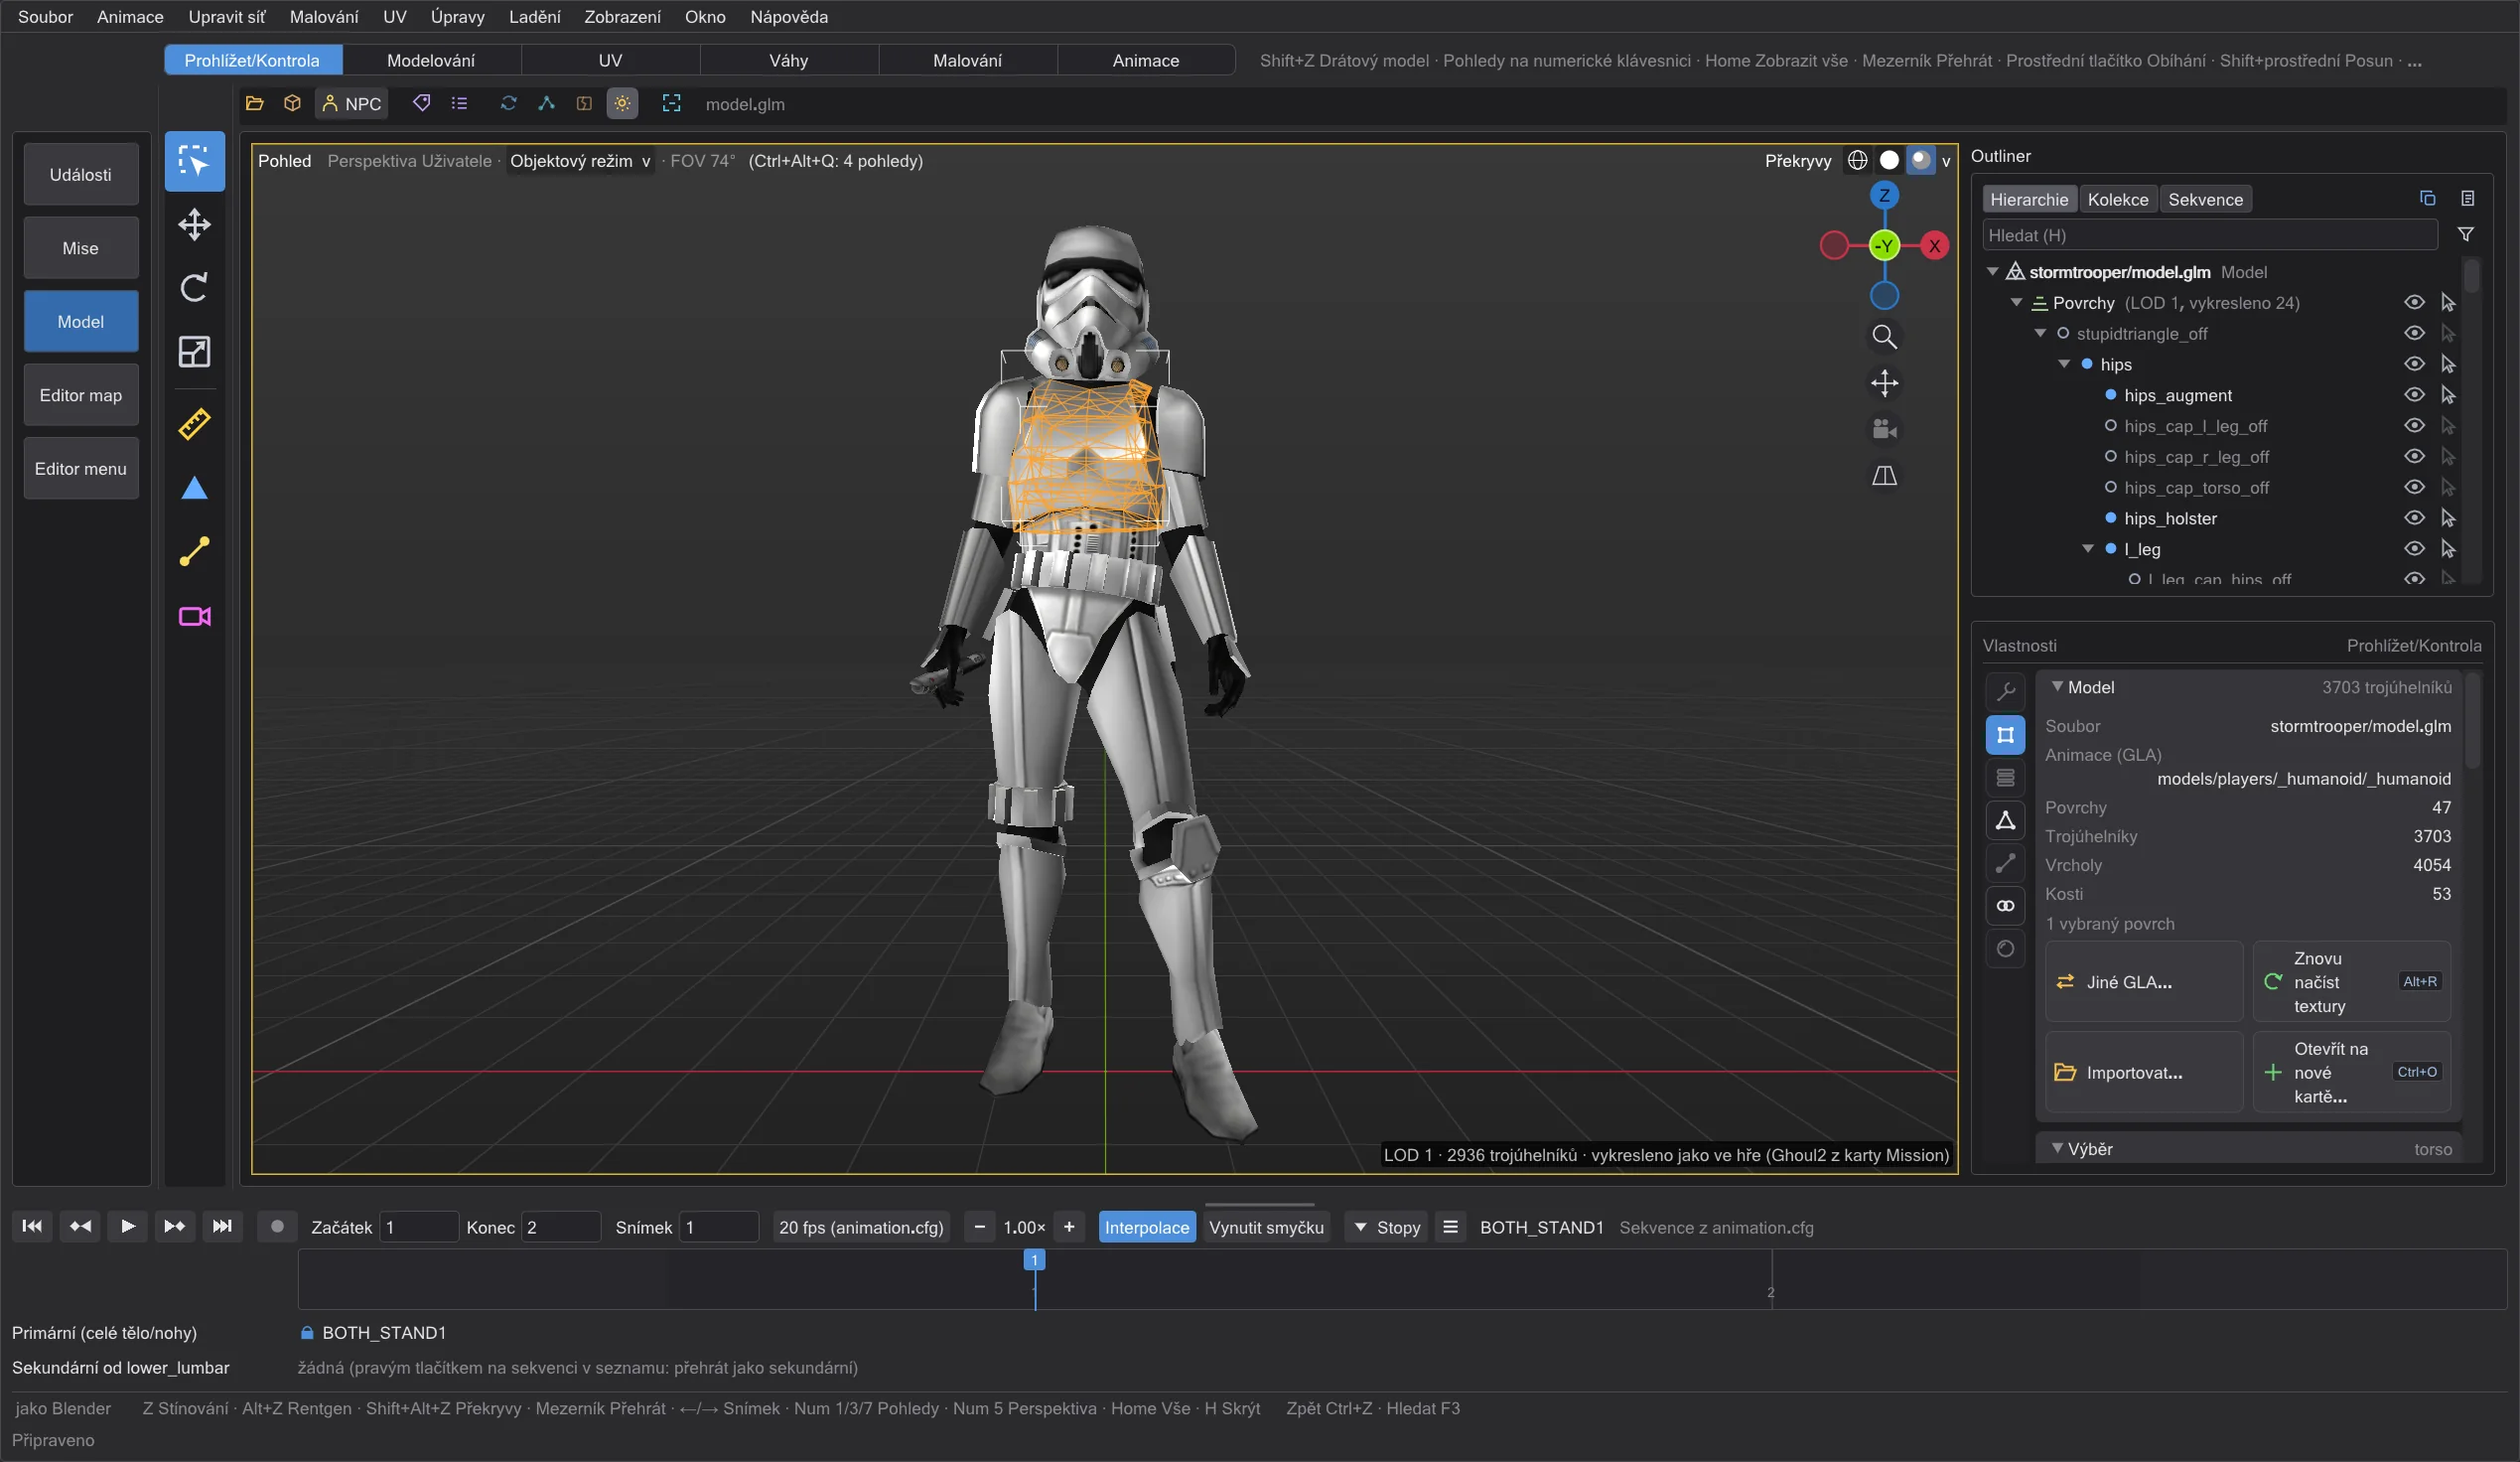 Soubor Animace Upravit síť Malování UV Úpravy Ladění Zobrazení Okno Nápověda
Prohlížet/Kontrola Modelování UV Váhy Malování Animace Shift+Z Drátový model · Pohledy na numerické klávesnici · Home Zobrazit vše · Mezerník Přehrát · Prostřední tlačítko Obíhání · Shift+prostřední Posun · ...
NPC model.glm
Události
Mise
Model
Editor map
Editor menu
Pohled Perspektiva Uživatele · Objektový režim v · FOV 74° (Ctrl+Alt+Q: 4 pohledy)
Překryvy v
Z
-Y
X
LOD 1 · 2936 trojúhelníků · vykresleno jako ve hře (Ghoul2 z karty Mission)
Outliner
Hierarchie Kolekce Sekvence
Hledat (H)
stormtrooper/model.glm Model
Povrchy (LOD 1, vykresleno 24)
stupidtriangle_off
hips
hips_augment
hips_cap_l_leg_off
hips_cap_r_leg_off
hips_cap_torso_off
hips_holster
l_leg
l_leg_cap_hips_off
Vlastnosti Prohlížet/Kontrola
Model 3703 trojúhelníků
Soubor stormtrooper/model.glm
Animace (GLA)
models/players/_humanoid/_humanoid
Povrchy 47
Trojúhelníky 3703
Vrcholy 4054
Kosti 53
1 vybraný povrch
Jiné GLA...
Znovu
načíst
textury
Alt+R
Importovat...
Otevřít na
nové
kartě...
Ctrl+O
Výběr torso
Začátek 1 Konec 2 Snímek 1 20 fps (animation.cfg) − 1.00× + Interpolace Vynutit smyčku Stopy BOTH_STAND1 Sekvence z animation.cfg
1
2
Primární (celé tělo/nohy) BOTH_STAND1
Sekundární od lower_lumbar žádná (pravým tlačítkem na sekvenci v seznamu: přehrát jako sekundární)
jako Blender Z Stínování · Alt+Z Rentgen · Shift+Alt+Z Překryvy · Mezerník Přehrát · ←/→ Snímek · Num 1/3/7 Pohledy · Num 5 Perspektiva · Home Vše · H Skrýt Zpět Ctrl+Z · Hledat F3
Připraveno